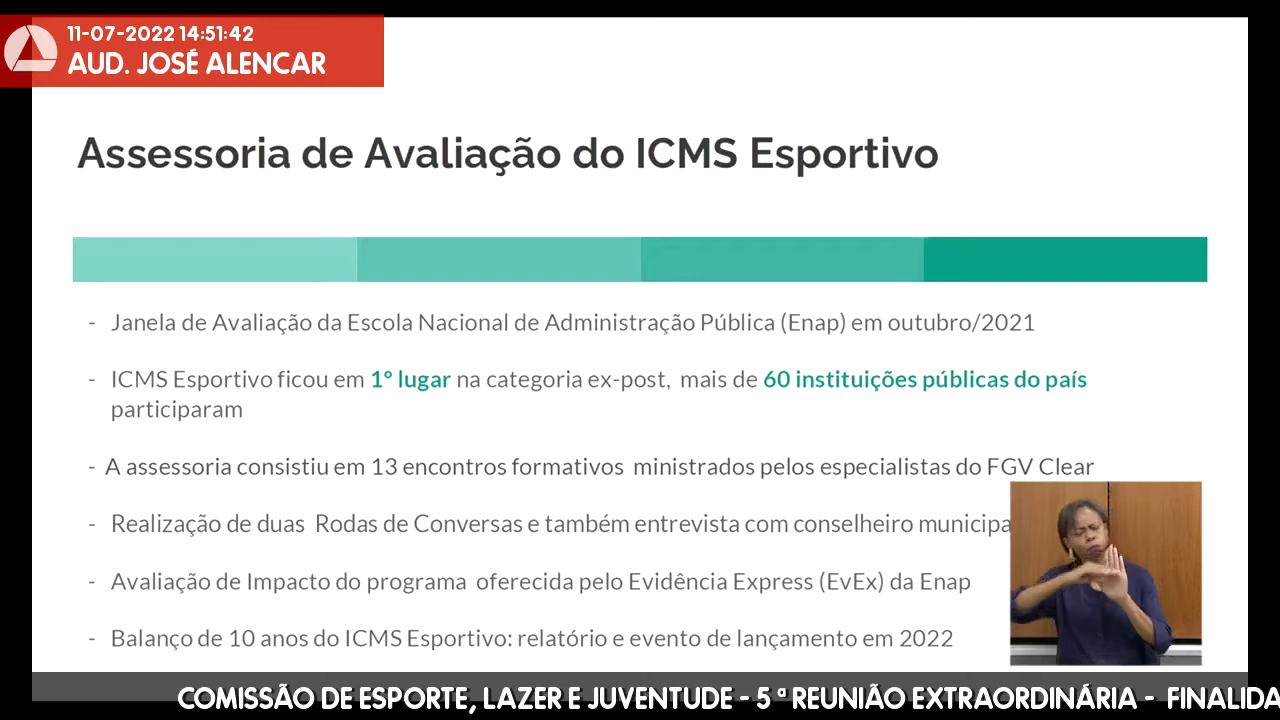 11-07-2022 14:51:42
AUD. JOSÉ ALENCAR
Assessoria de Avaliação do ICMS Esportivo
- Janela de Avaliação da Escola Nacional de Administração Pública (Enap) em outubro/2021
- ICMS Esportivo ficou em 1º lugar na categoria ex-post, mais de 60 instituições públicas do país
participaram
- A assessoria consistiu em 13 encontros formativos ministrados pelos especialistas do FGV Clear
- Realização de duas Rodas de Conversas e também entrevista com conselheiro municipa
- Avaliação de Impacto do programa oferecida pelo Evidência Express (EvEx) da Enap
- Balanço de 10 anos do ICMS Esportivo: relatório e evento de lançamento em 2022
COMISSÃO DE ESPORTE, LAZER E JUVENTUDE - 5 ª REUNIÃO EXTRAORDINÁRIA - FINALIDA